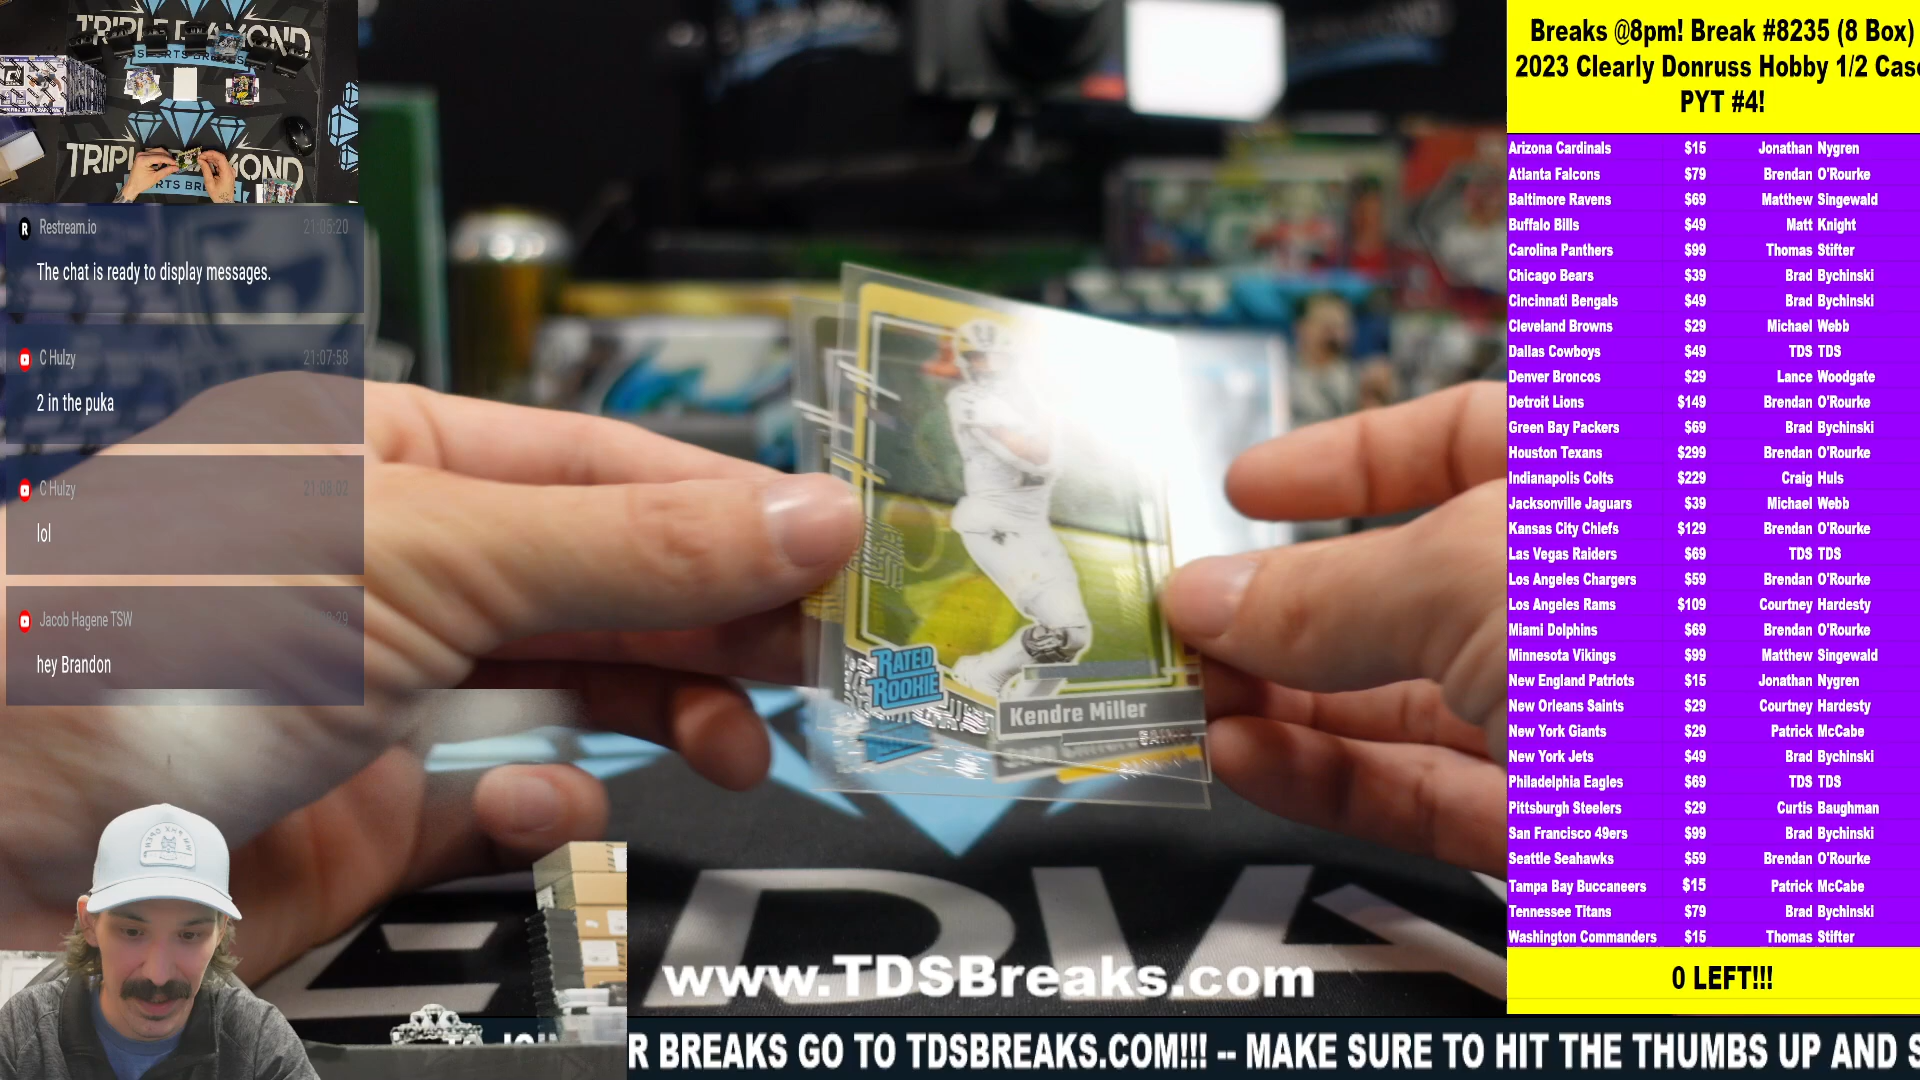 TRIPLE DIAMOND
SPORTS BREAKS
Restream.io 21:05:20
The chat is ready to display messages.
C Hulzy 21:07:58
2 in the puka
C Hulzy 21:08:02
lol
Jacob Hagene TSW
hey Brandon
RATED
ROOKIE
Kendre Miller
www.TDSBreaks.com
R BREAKS GO TO TDSBREAKS.COM!!! -- MAKE SURE TO HIT THE THUMBS UP AND S
Breaks @8pm! Break #8235 (8 Box)
2023 Clearly Donruss Hobby 1/2 Cas
PYT #4!
Arizona Cardinals $15 Jonathan Nygren
Atlanta Falcons $79 Brendan O'Rourke
Baltimore Ravens $69 Matthew Singewald
Buffalo Bills $49 Matt Knight
Carolina Panthers $99 Thomas Stifter
Chicago Bears $39 Brad Bychinski
Cincinnati Bengals $49 Brad Bychinski
Cleveland Browns $29 Michael Webb
Dallas Cowboys $49 TDS TDS
Denver Broncos $29 Lance Woodgate
Detroit Lions $149 Brendan O'Rourke
Green Bay Packers $69 Brad Bychinski
Houston Texans $299 Brendan O'Rourke
Indianapolis Colts $229 Craig Huls
Jacksonville Jaguars $39 Michael Webb
Kansas City Chiefs $129 Brendan O'Rourke
Las Vegas Raiders $69 TDS TDS
Los Angeles Chargers $59 Brendan O'Rourke
Los Angeles Rams $109 Courtney Hardesty
Miami Dolphins $69 Brendan O'Rourke
Minnesota Vikings $99 Matthew Singewald
New England Patriots $15 Jonathan Nygren
New Orleans Saints $29 Courtney Hardesty
New York Giants $29 Patrick McCabe
New York Jets $49 Brad Bychinski
Philadelphia Eagles $69 TDS TDS
Pittsburgh Steelers $29 Curtis Baughman
San Francisco 49ers $99 Brad Bychinski
Seattle Seahawks $59 Brendan O'Rourke
Tampa Bay Buccaneers $15 Patrick McCabe
Tennessee Titans $79 Brad Bychinski
Washington Commanders $15 Thomas Stifter
0 LEFT!!!